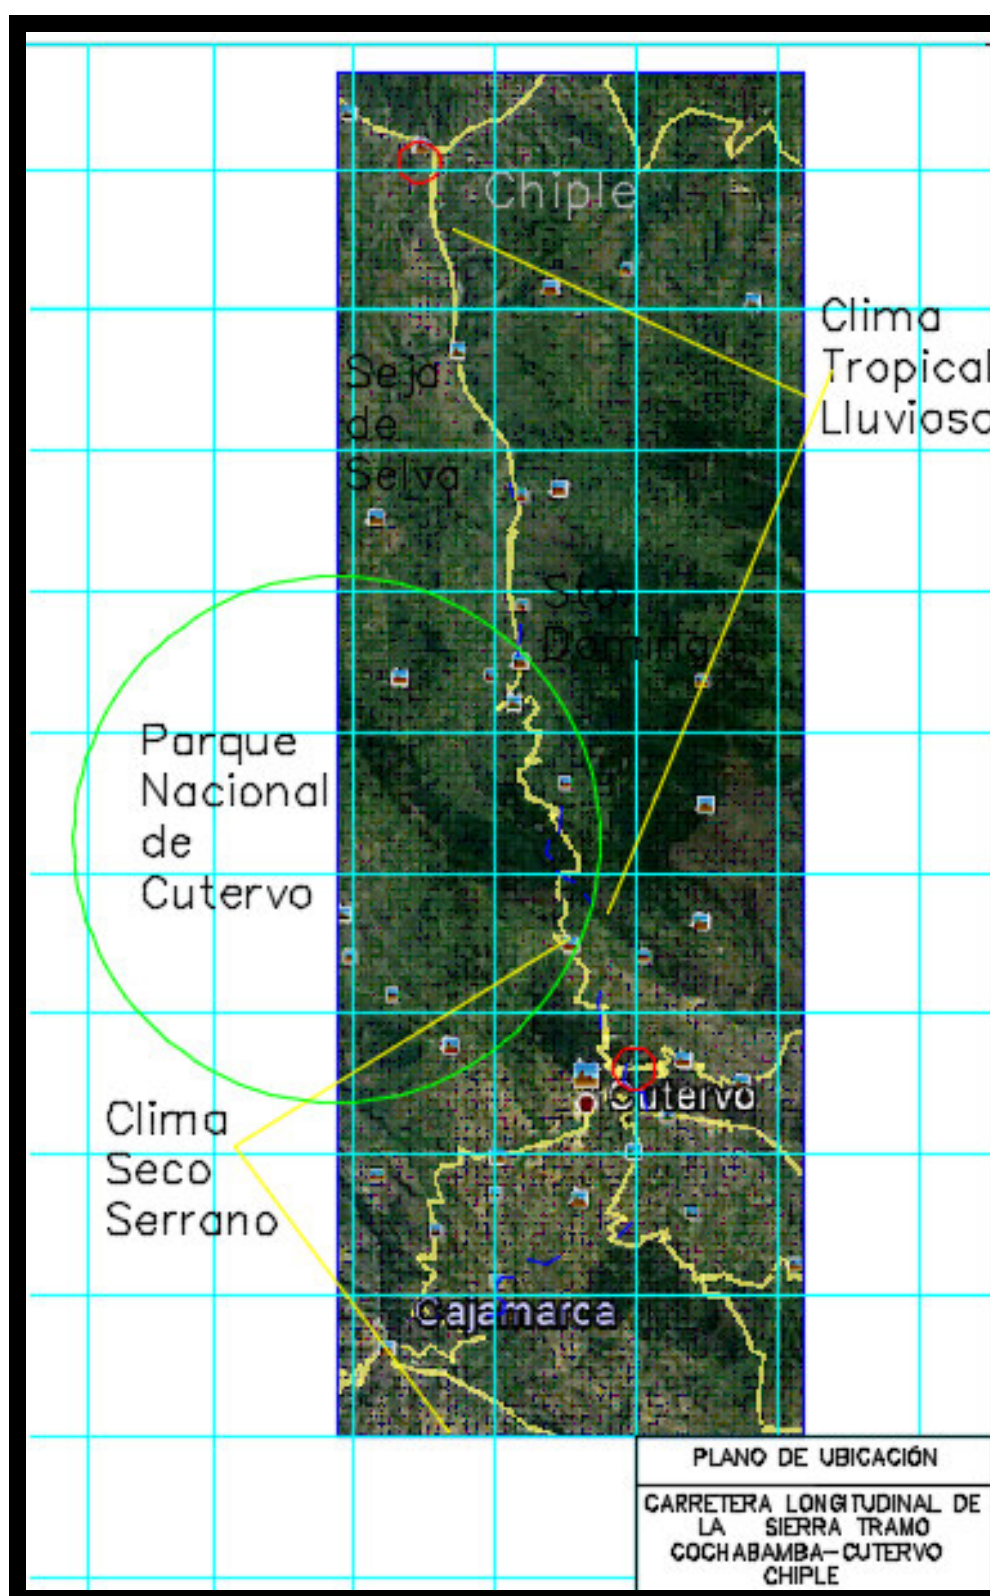 Chiple
Clima
Tropical
Lluvioso
Seja
de
Selva
Sto
Doming
Parque
Nacional
de
Cutervo
Cutervo
Clima
Seco
Serrano
Cajamarca
PLANO DE UBICACIÓN
CARRETERA LONGITUDINAL DE
LA SIERRA TRAMO
COCHABAMBA-CUTERVO
CHIPLE